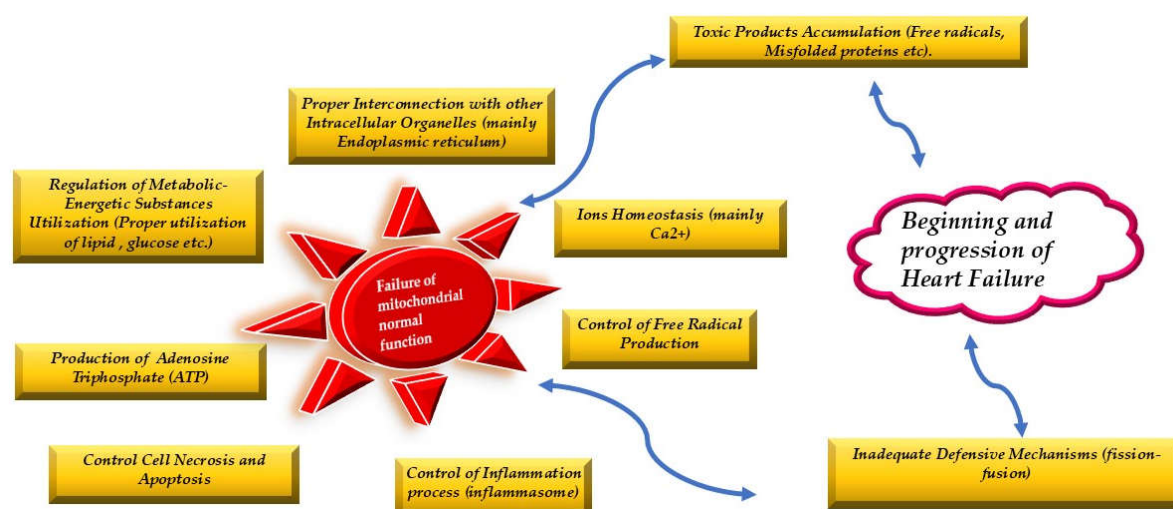 Toxic Products Accumulation (Free radicals,
Misfolded proteins etc).
Proper Interconnection with other
Intracellular Organelles (mainly
Endoplasmic reticulum)
Regulation of Metabolic-
Energetic Substances
Utilization (Proper utilization
of lipid , glucose etc.)
Ions Homeostasis (mainly
Ca2+)
Beginning and
progression of
Heart Failure
Failure of
mitochondrial
normal
function
Control of Free Radical
Production
Production of Adenosine
Triphosphate (ATP)
Control Cell Necrosis and
Apoptosis
Control of Inflammation
process (inflammasome)
Inadequate Defensive Mechanisms (fission-
fusion)